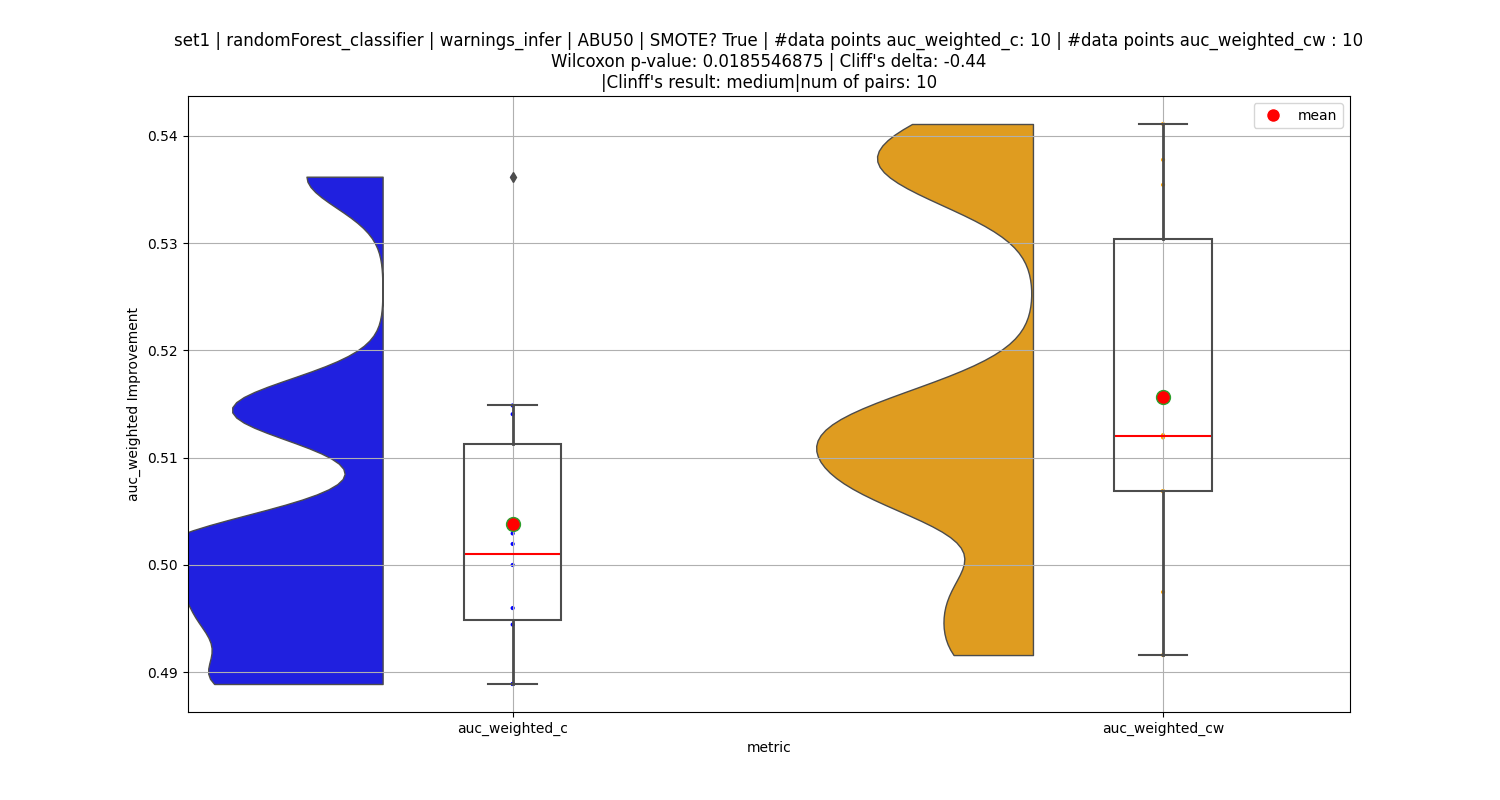 set1 | randomForest_classifier | warnings_infer | ABU50 | SMOTE? True | #data points auc_weighted_c: 10 | #data points auc_weighted_cw : 10
Wilcoxon p-value: 0.0185546875 | Cliff's delta: -0.44
|Clinff's result: medium|num of pairs: 10
mean
0.54
0.53
0.52
0.51
0.50
0.49
auc_weighted Improvement
auc_weighted_c
auc_weighted_cw
metric